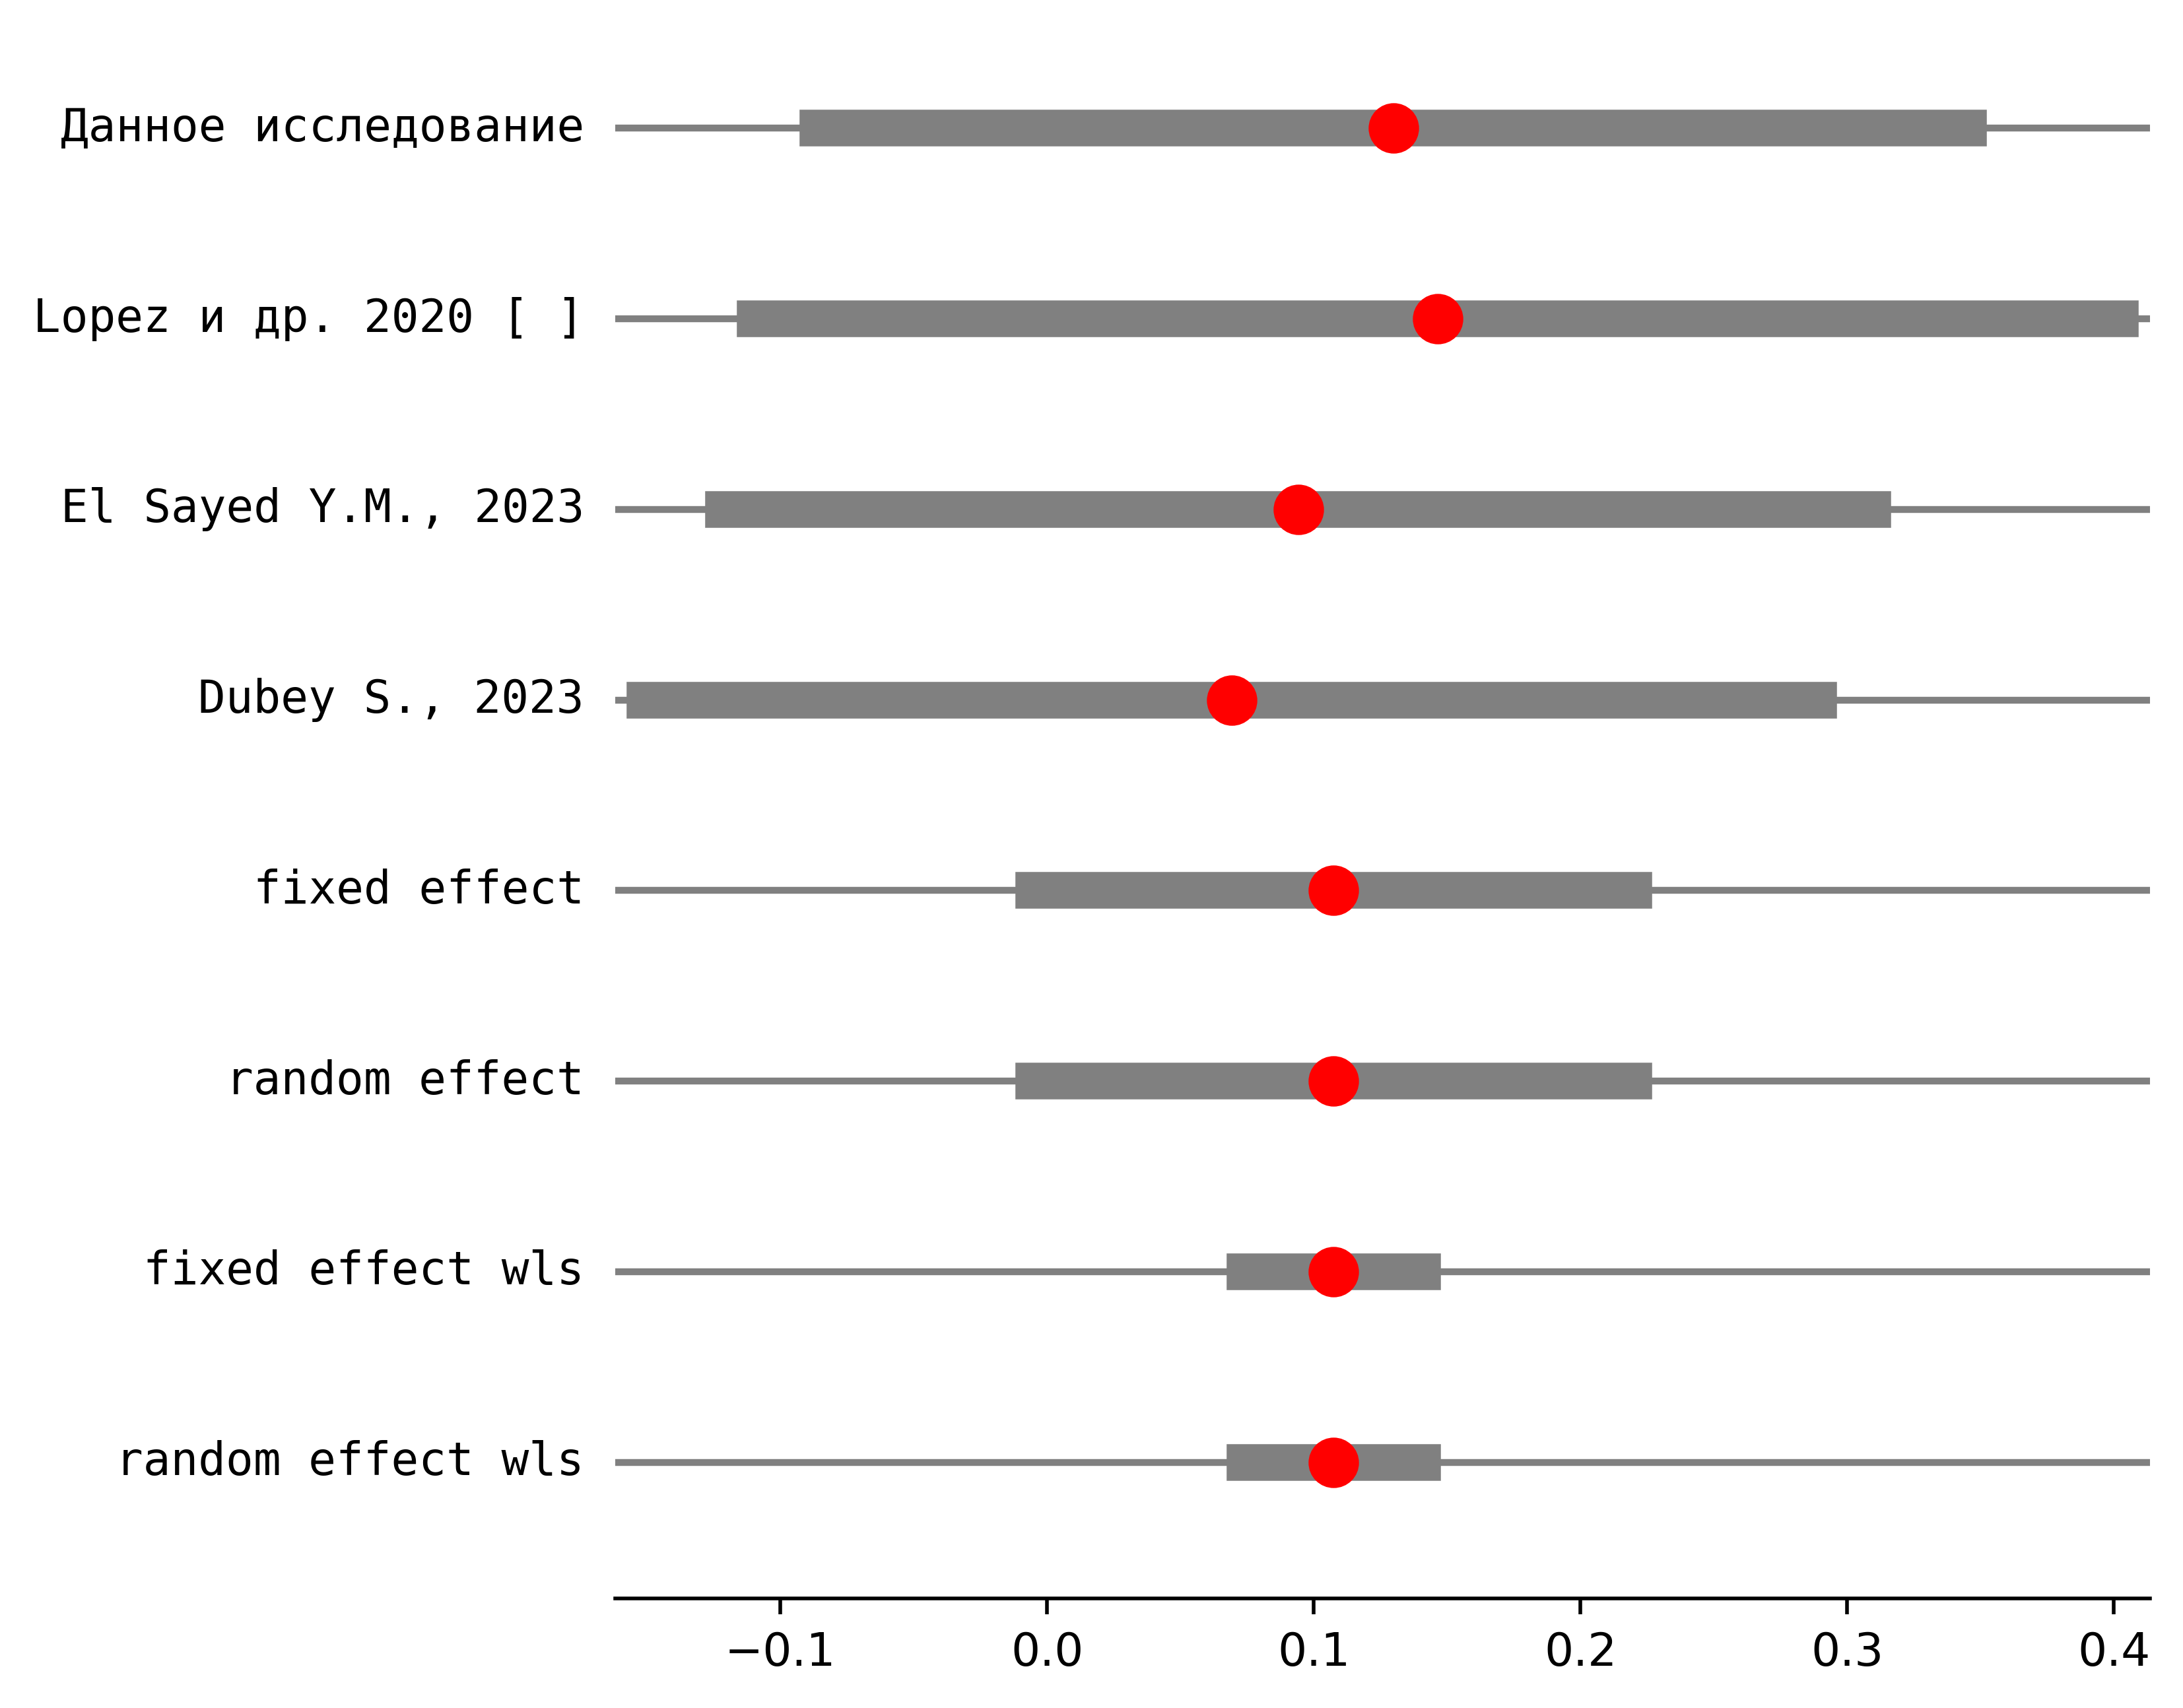 Данное исследование
Lopez и др. 2020 [ ]
El Sayed Y.M., 2023
Dubey S., 2023
fixed effect
random effect
fixed effect wls
random effect wls
−0.1 0.0 0.1 0.2 0.3 0.4